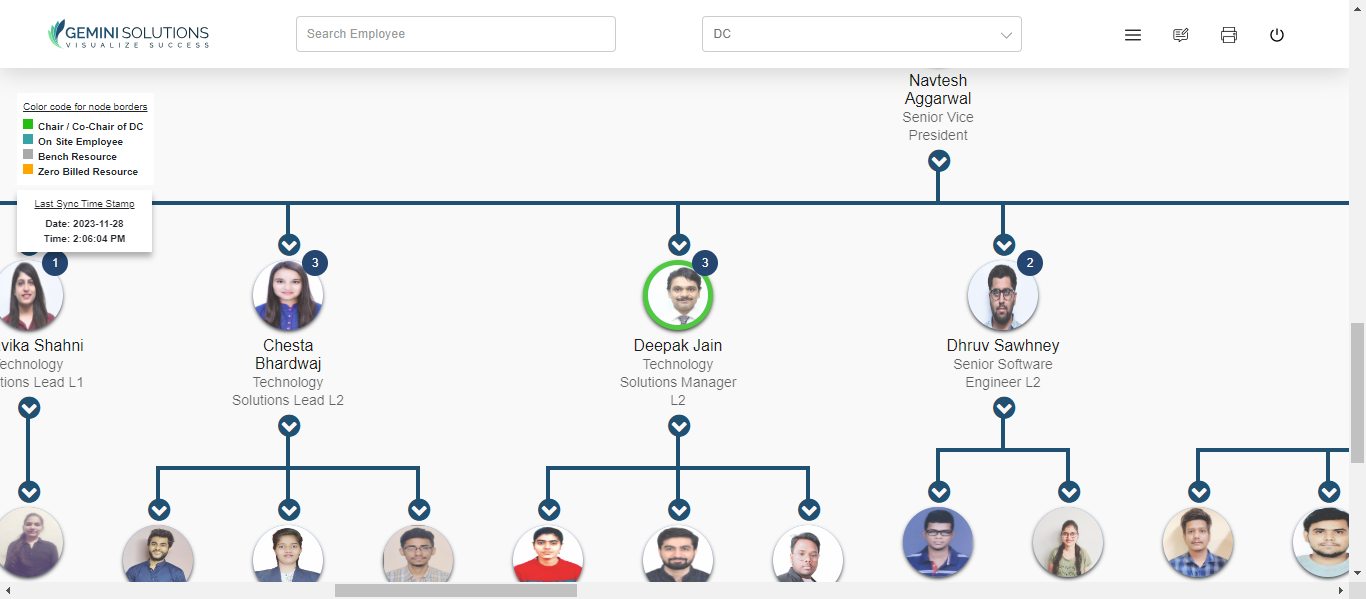 GEMINI SOLUTIONS
VISUALIZE SUCCESS
Search Employee
DC
Navtesh
Aggarwal
Senior Vice
President
Color code for node borders
Chair / Co-Chair of DC
On Site Employee
Bench Resource
Zero Billed Resource
Last Sync Time Stamp
Date: 2023-11-28
Time: 2:06:04 PM
1
3
3
2
vika Shahni
echnology
tions Lead L1
Chesta
Bhardwaj
Technology
Solutions Lead L2
Deepak Jain
Technology
Solutions Manager
L2
Dhruv Sawhney
Senior Software
Engineer L2